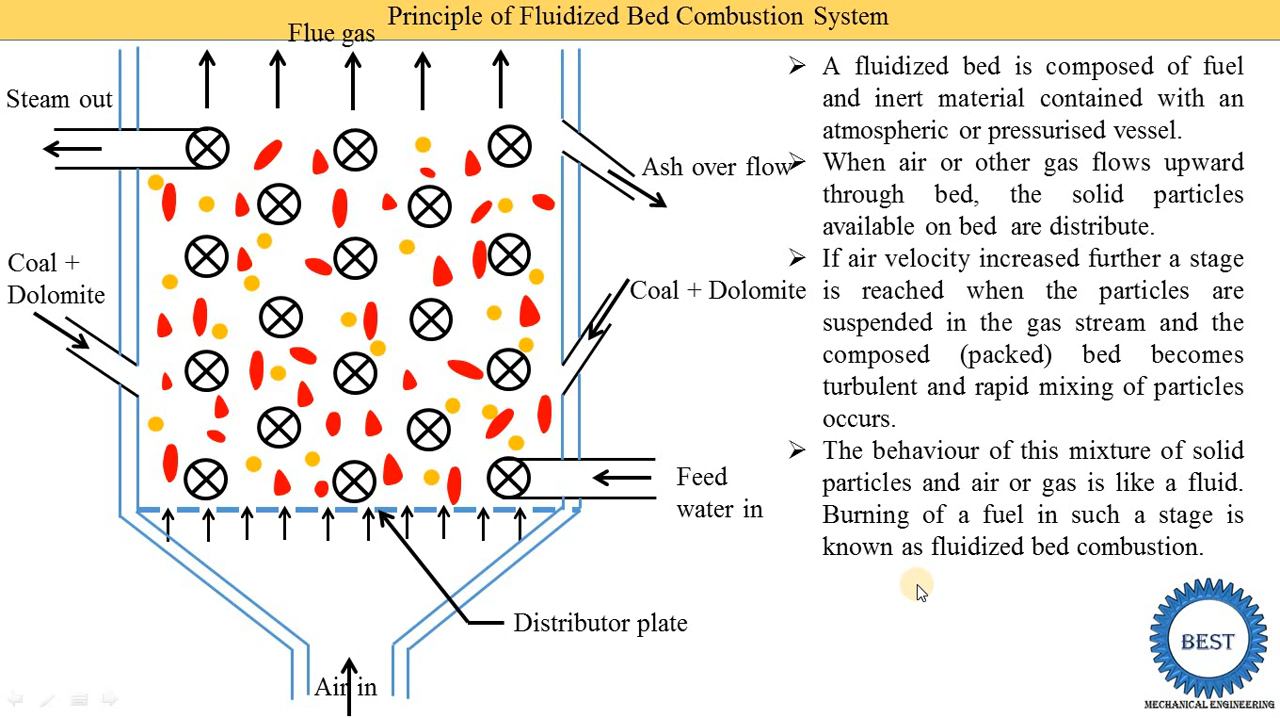 Principle of Fluidized Bed Combustion System
Flue gas
Steam out
Ash over flow
Coal +
Dolomite
Coal + Dolomite
Feed
water in
Distributor plate
Air in
➢ A fluidized bed is composed of fuel
and inert material contained with an
atmospheric or pressurised vessel.
➢ When air or other gas flows upward
through bed, the solid particles
available on bed are distribute.
➢ If air velocity increased further a stage
is reached when the particles are
suspended in the gas stream and the
composed (packed) bed becomes
turbulent and rapid mixing of particles
occurs.
➢ The behaviour of this mixture of solid
particles and air or gas is like a fluid.
Burning of a fuel in such a stage is
known as fluidized bed combustion.
BEST
MECHANICAL ENGINEERING